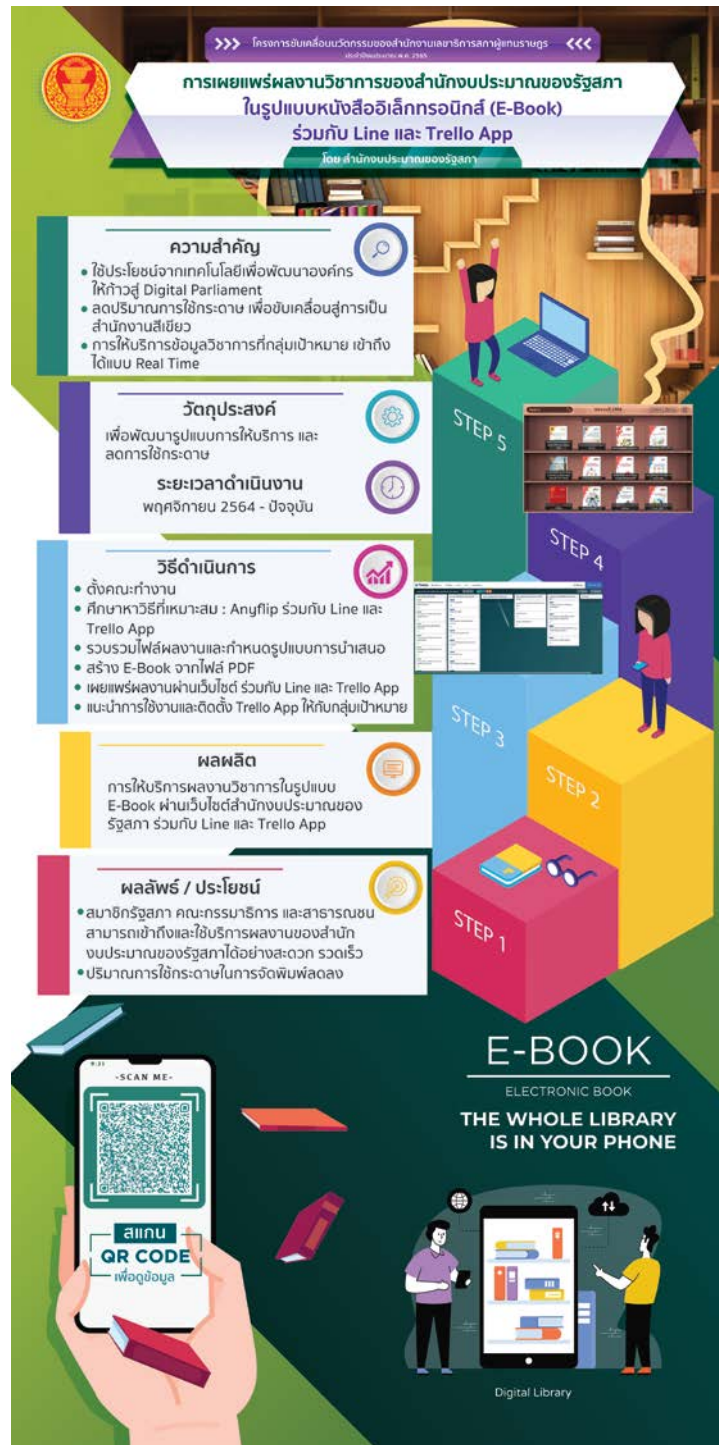 >>> โครงการขับเคลื่อนนวัตกรรมของสำนักงานเลขาธิการสภาผู้แทนราษฎร <<<
ประจำปีงบประมาณ พ.ศ. 2565
การเผยแพร่ผลงานวิชาการของสำนักงบประมาณของรัฐสภา
ในรูปแบบหนังสืออิเล็กทรอนิกส์ (E-Book)
ร่วมกับ Line และ Trello App
โดย สำนักงบประมาณของรัฐสภา
ความสำคัญ
• ใช้ประโยชน์จากเทคโนโลยีเพื่อพัฒนาองค์กร
ให้ก้าวสู่ Digital Parliament
• ลดปริมาณการใช้กระดาษ เพื่อขับเคลื่อนสู่การเป็น
สำนักงานสีเขียว
• การให้บริการข้อมูลวิชาการที่กลุ่มเป้าหมาย เข้าถึง
ได้แบบ Real Time
วัตถุประสงค์
เพื่อพัฒนารูปแบบการให้บริการ และ
ลดการใช้กระดาษ
ระยะเวลาดำเนินงาน
พฤศจิกายน 2564 - ปัจจุบัน
วิธีดำเนินการ
• ตั้งคณะทำงาน
• ศึกษาหาวิธีที่เหมาะสม : Anyflip ร่วมกับ Line และ
Trello App
• รวบรวมไฟล์ผลงานและกำหนดรูปแบบการนำเสนอ
• สร้าง E-Book จากไฟล์ PDF
• เผยแพร่ผลงานผ่านเว็บไซต์ ร่วมกับ Line และ Trello App
• แนะนำการใช้งานและติดตั้ง Trello App ให้กับกลุ่มเป้าหมาย
ผลผลิต
การให้บริการผลงานวิชาการในรูปแบบ
E-Book ผ่านเว็บไซต์สำนักงบประมาณของ
รัฐสภา ร่วมกับ Line และ Trello App
ผลลัพธ์ / ประโยชน์
• สมาชิกรัฐสภา คณะกรรมาธิการ และสาธารณชน
สามารถเข้าถึงและใช้บริการผลงานของสำนัก
งบประมาณของรัฐสภาได้อย่างสะดวก รวดเร็ว
• ปริมาณการใช้กระดาษในการจัดพิมพ์ลดลง
STEP 5
STEP 4
STEP 3
STEP 2
STEP 1
E-BOOK
ELECTRONIC BOOK
THE WHOLE LIBRARY
IS IN YOUR PHONE
-SCAN ME-
สแกน
QR CODE
เพื่อดูข้อมูล
Digital Library